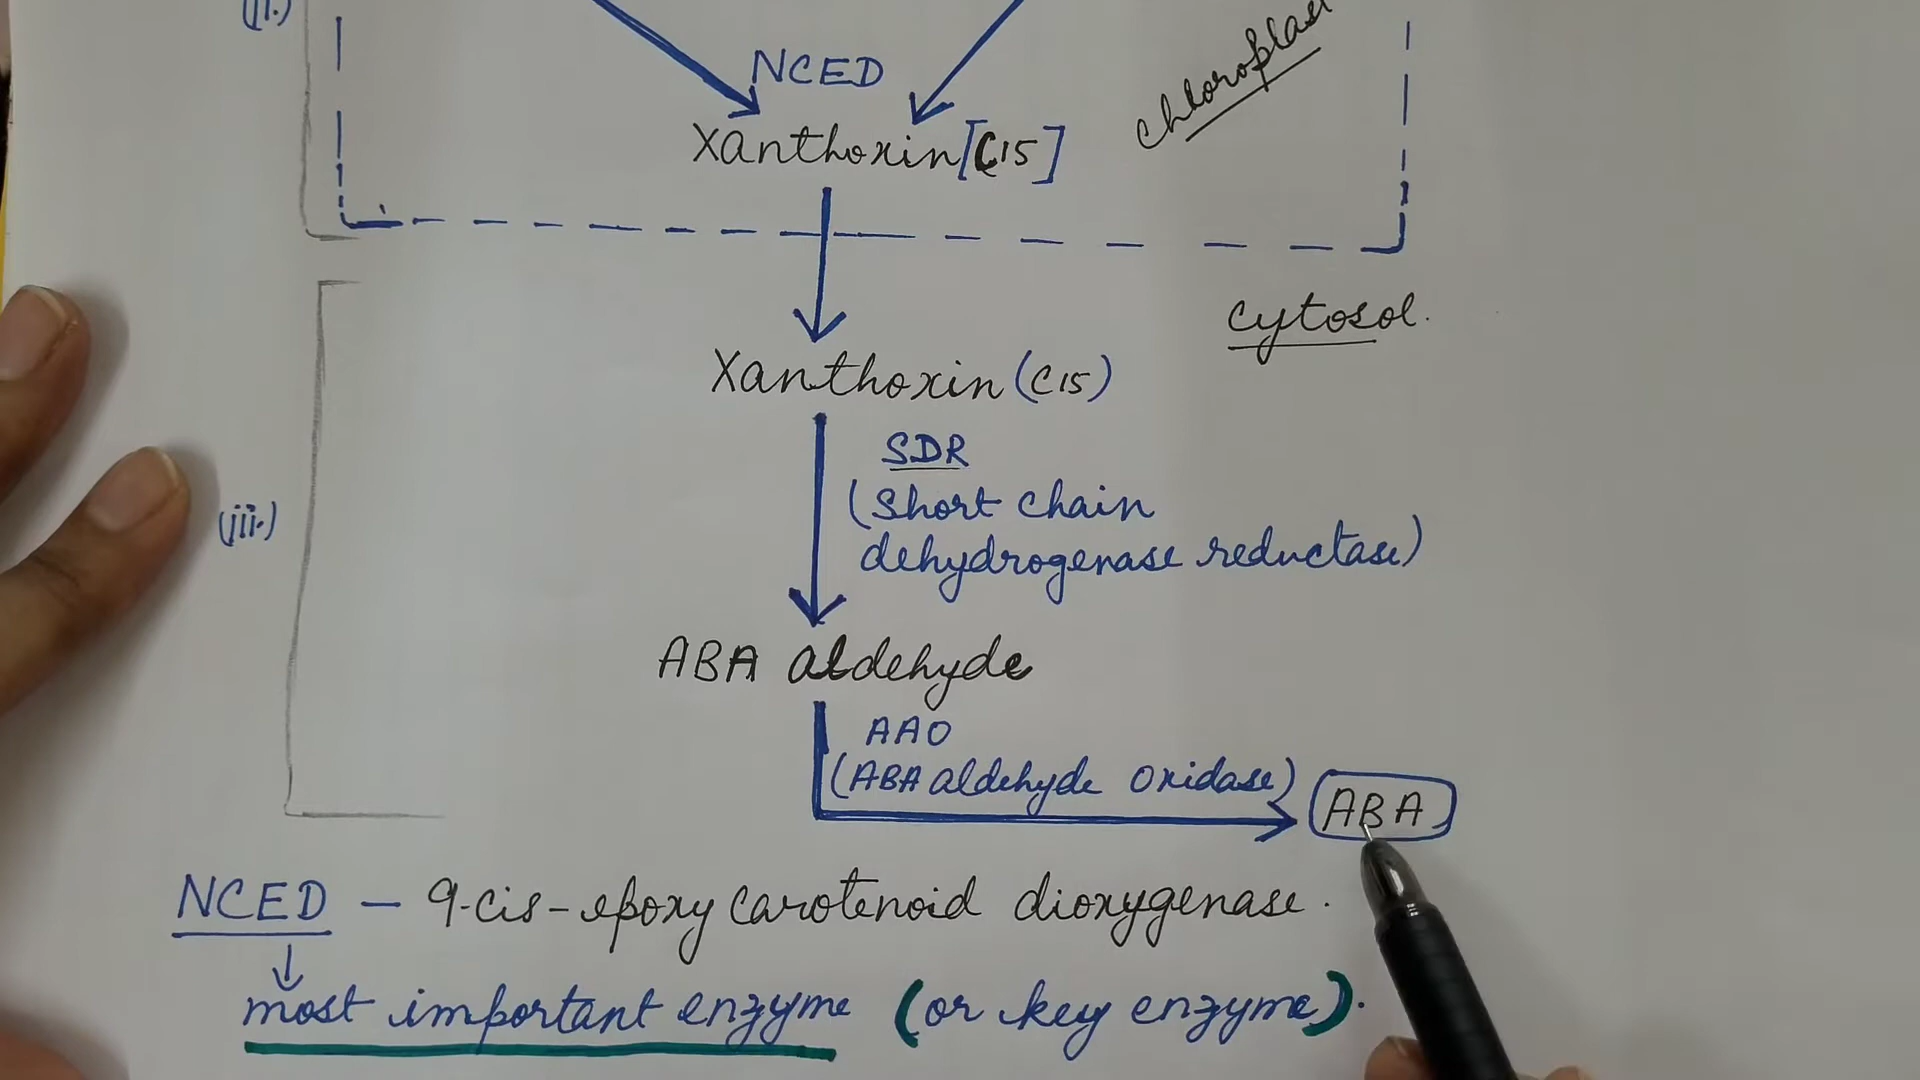 (ii.)
NCED
chloroplast
Xanthoxin [C15]
cytosol.
Xanthoxin (C15)
SDR
(Short chain
dehydrogenase reductase)
(iii.)
ABA aldehyde
AAO
(ABA aldehyde oxidase)
ABA
NCED - 9-cis-epoxy carotenoid dioxygenase.
most important enzyme (or key enzyme).